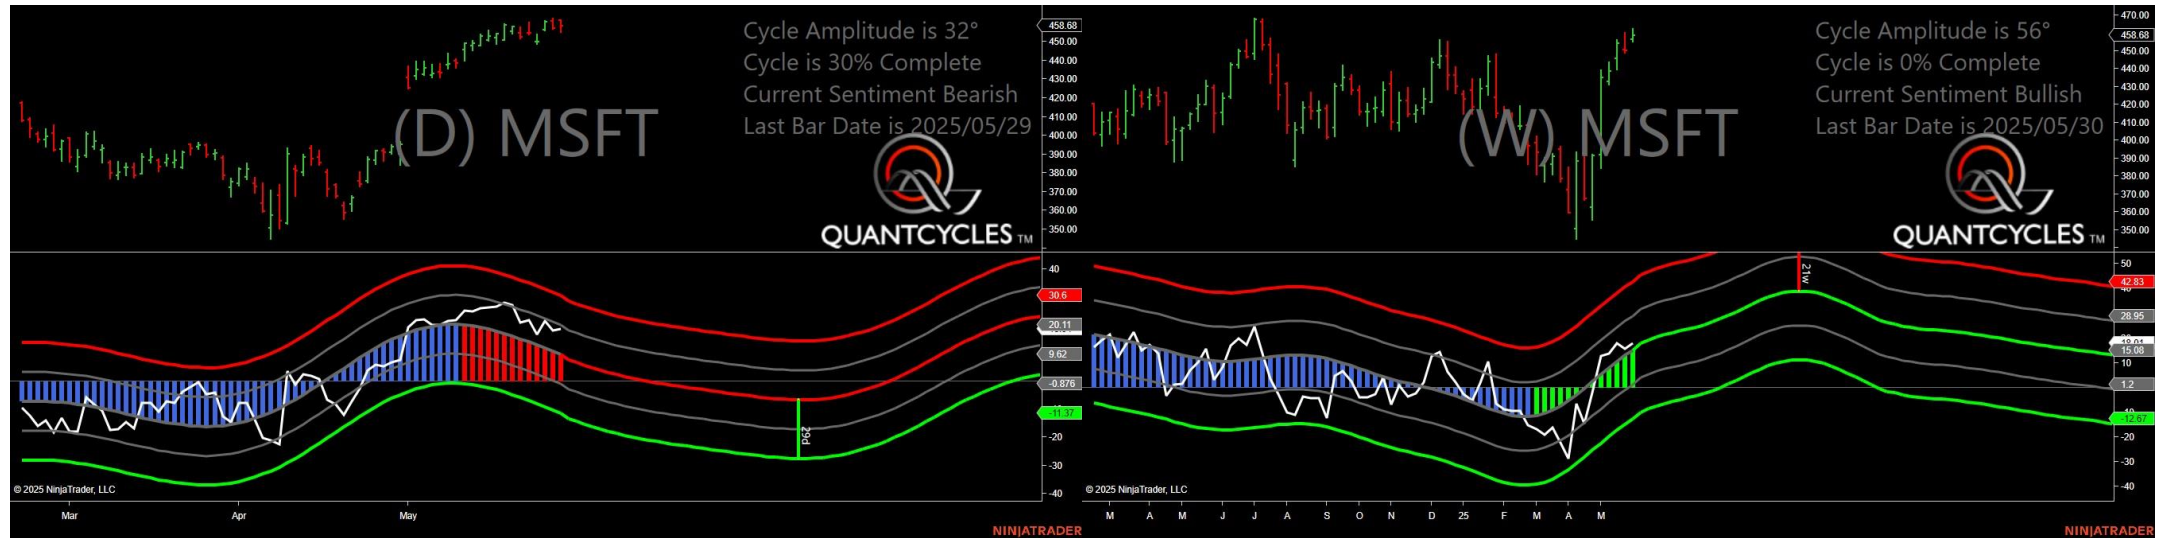 Cycle Amplitude is 32°
Cycle is 30% Complete
Current Sentiment Bearish
Last Bar Date is 2025/05/29
(D) MSFT
QUANTCYCLES TM
458.68
450.00
440.00
430.00
420.00
410.00
400.00
390.00
380.00
370.00
360.00
350.00
40
30.6
20.11
9.62
-0.876
-11.37
-20
-30
-40
29d
© 2025 NinjaTrader, LLC
Mar
Apr
May
NINJATRADER
Cycle Amplitude is 56°
Cycle is 0% Complete
Current Sentiment Bullish
Last Bar Date is 2025/05/30
(W) MSFT
QUANTCYCLES TM
470.00
458.68
450.00
440.00
430.00
420.00
410.00
400.00
390.00
380.00
370.00
360.00
350.00
50
42.83
28.95
15.08
10
1.2
-12.67
-20
-30
-40
21w
© 2025 NinjaTrader, LLC
M A M J J A S O N D 25 F M A M
NINJATRADER